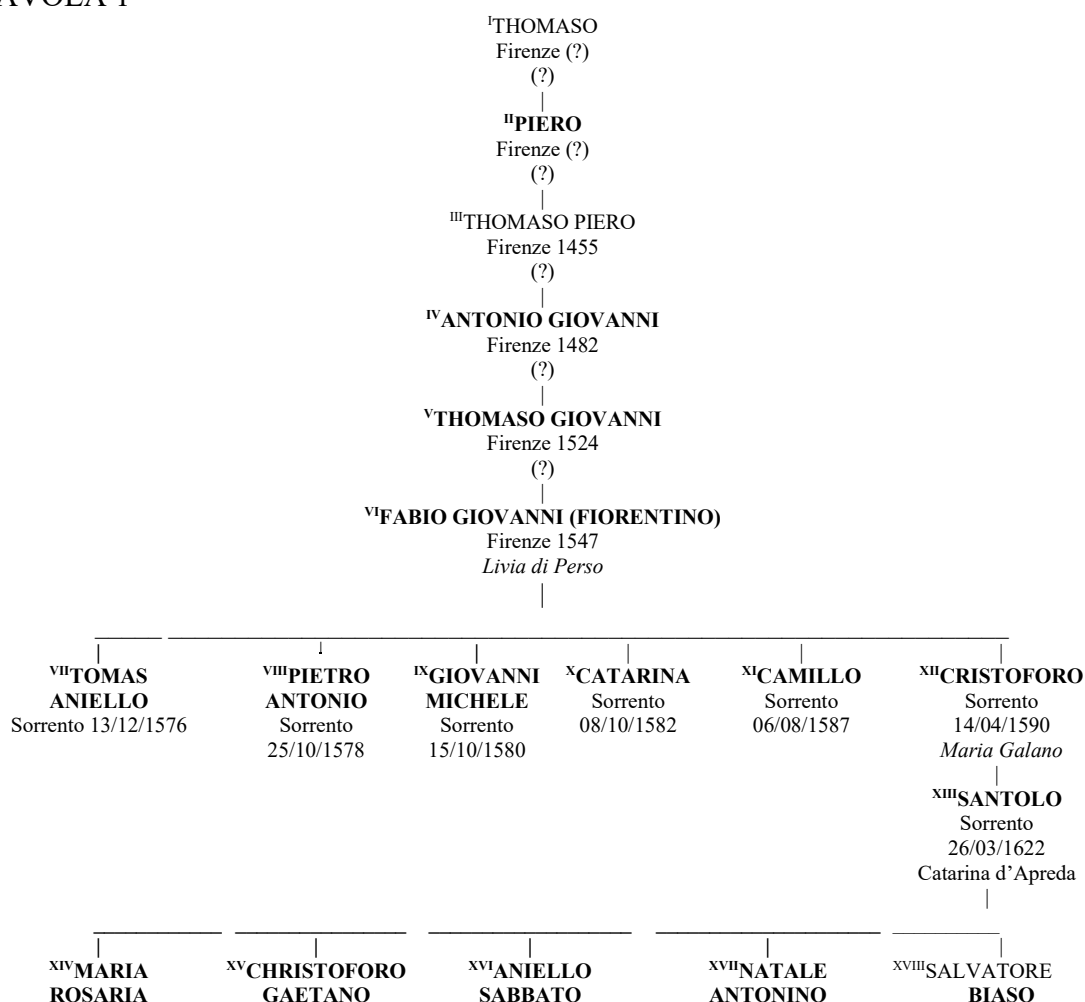 AVOLA 1
ᴵTHOMASO
Firenze (?)
(?)
ᴵᴵPIERO
Firenze (?)
(?)
ᴵᴵᴵTHOMASO PIERO
Firenze 1455
(?)
ᴵⱽANTONIO GIOVANNI
Firenze 1482
(?)
ⱽTHOMASO GIOVANNI
Firenze 1524
(?)
ⱽᴵFABIO GIOVANNI (FIORENTINO)
Firenze 1547
Livia di Perso
VIITOMAS
ANIELLO
Sorrento 13/12/1576
VIIIPIETRO
ANTONIO
Sorrento
25/10/1578
IXGIOVANNI
MICHELE
Sorrento
15/10/1580
XCATARINA
Sorrento
08/10/1582
XICAMILLO
Sorrento
06/08/1587
XIICRISTOFORO
Sorrento
14/04/1590
Maria Galano
XIIISANTOLO
Sorrento
26/03/1622
Catarina d’Apreda
XIVMARIA
ROSARIA
XVCHRISTOFORO
GAETANO
XVIANIELLO
SABBATO
XVIINATALE
ANTONINO
XVIIISALVATORE
BIASO